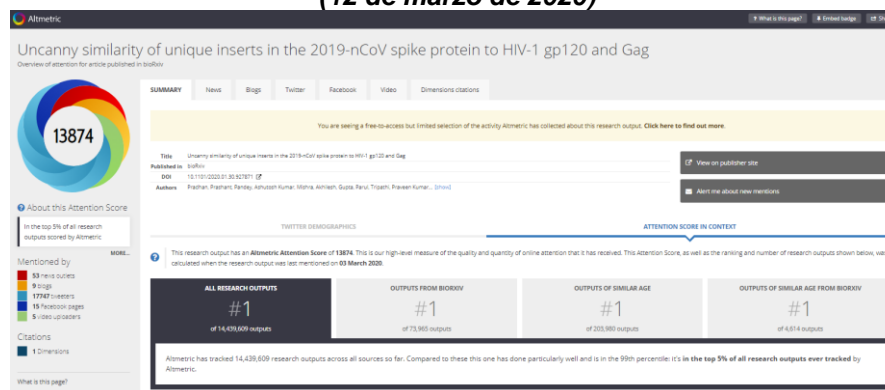 (12 de marzo de 2020)
Altmetric
? What is this page?
Embed badge
Uncanny similarity of unique inserts in the 2019-nCoV spike protein to HIV-1 gp120 and Gag
Overview of attention for article published in bioRxiv
SUMMARY News Blogs Twitter Facebook Video Dimensions citations
13874
You are seeing a free-to-access but limited selection of the activity Altmetric has collected about this research output. Click here to find out more.
Title Uncanny similarity of unique inserts in the 2019-nCoV spike protein to HIV-1 gp120 and Gag
Published in bioRxiv
DOI 10.1101/2020.01.30.927871
Authors Pradhan, Prashant, Pandey, Ashutosh Kumar, Mishra, Akhilesh, Gupta, Parul, Tripathi, Praveen Kumar... [show]
View on publisher site
Alert me about new mentions
About this Attention Score
In the top 5% of all research
outputs scored by Altmetric
MORE...
Mentioned by
53 news outlets
9 blogs
17747 tweeters
15 Facebook pages
5 video uploaders
Citations
1 Dimensions
What is this page?
TWITTER DEMOGRAPHICS
ATTENTION SCORE IN CONTEXT
This research output has an Altmetric Attention Score of 13874. This is our high-level measure of the quality and quantity of online attention that it has received. This Attention Score, as well as the ranking and number of research outputs shown below, was
calculated when the research output was last mentioned on 03 March 2020.
ALL RESEARCH OUTPUTS
#1
of 14,439,609 outputs
OUTPUTS FROM BIORXIV
#1
of 73,965 outputs
OUTPUTS OF SIMILAR AGE
#1
of 203,980 outputs
OUTPUTS OF SIMILAR AGE FROM BIORXIV
#1
of 4,614 outputs
Altmetric has tracked 14,439,609 research outputs across all sources so far. Compared to these this one has done particularly well and is in the 99th percentile: it's in the top 5% of all research outputs ever tracked by
Altmetric.